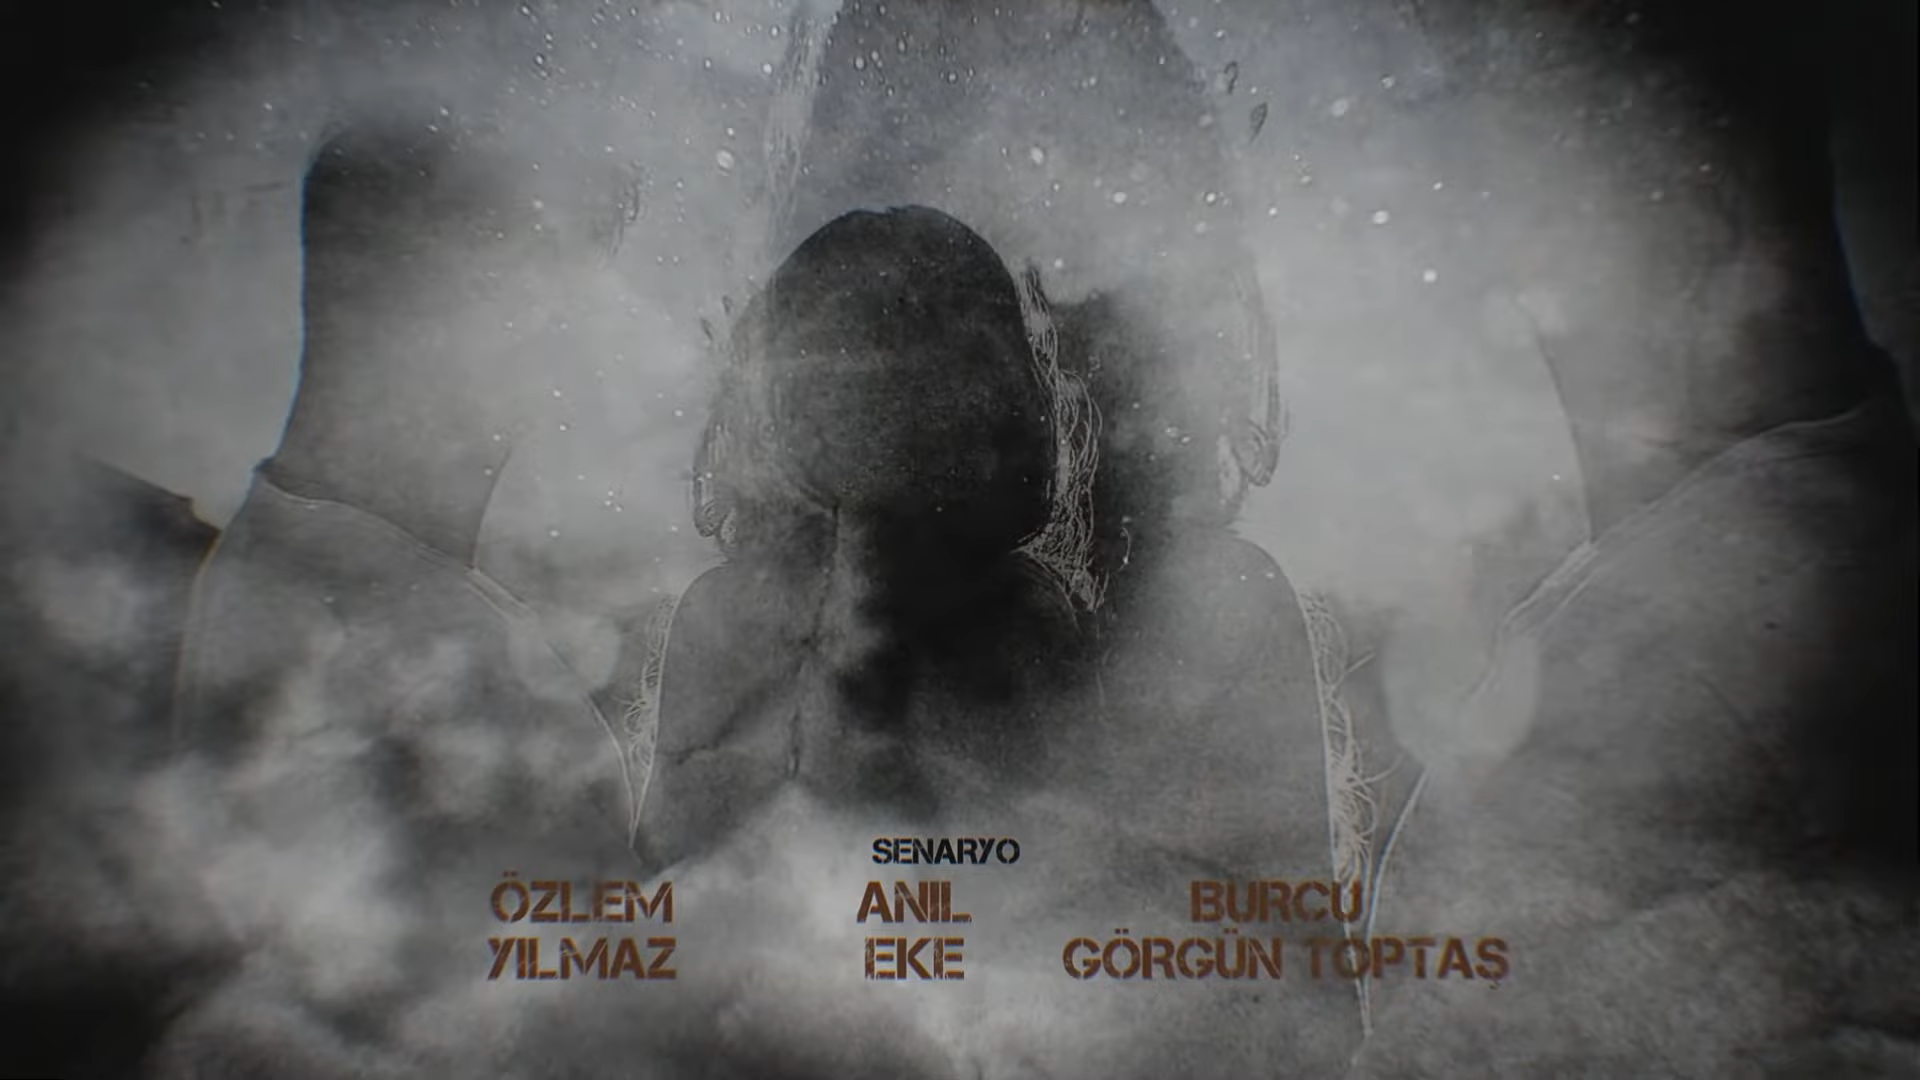 SENARYO
ÖZLEM
YILMAZ
ANIL
EKE
BURCU
GÖRGÜN TOPTAŞ